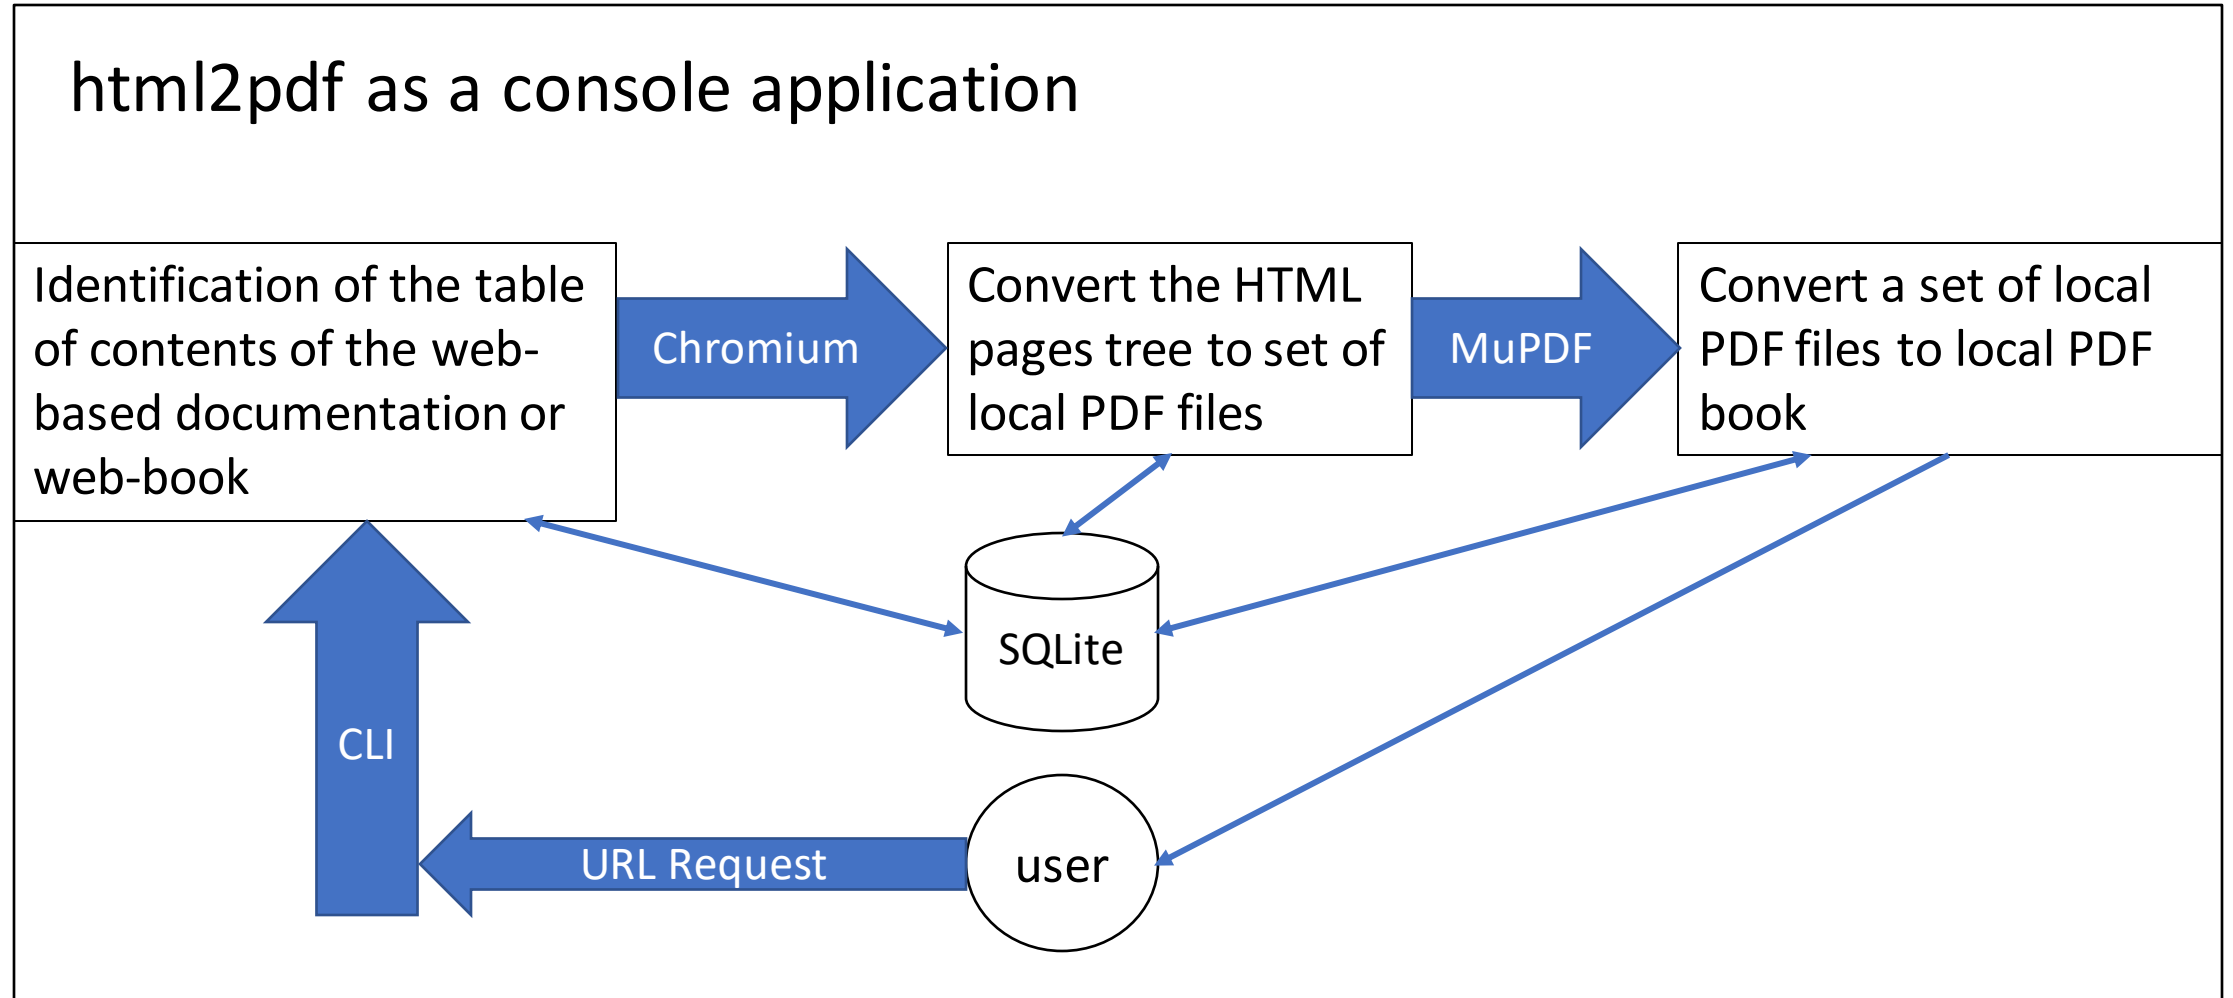 html2pdf as a console application
Identification of the table
of contents of the web-
based documentation or
web-book
Chromium
Convert the HTML
pages tree to set of
local PDF files
MuPDF
Convert a set of local
PDF files to local PDF
book
SQLite
CLI
URL Request
user